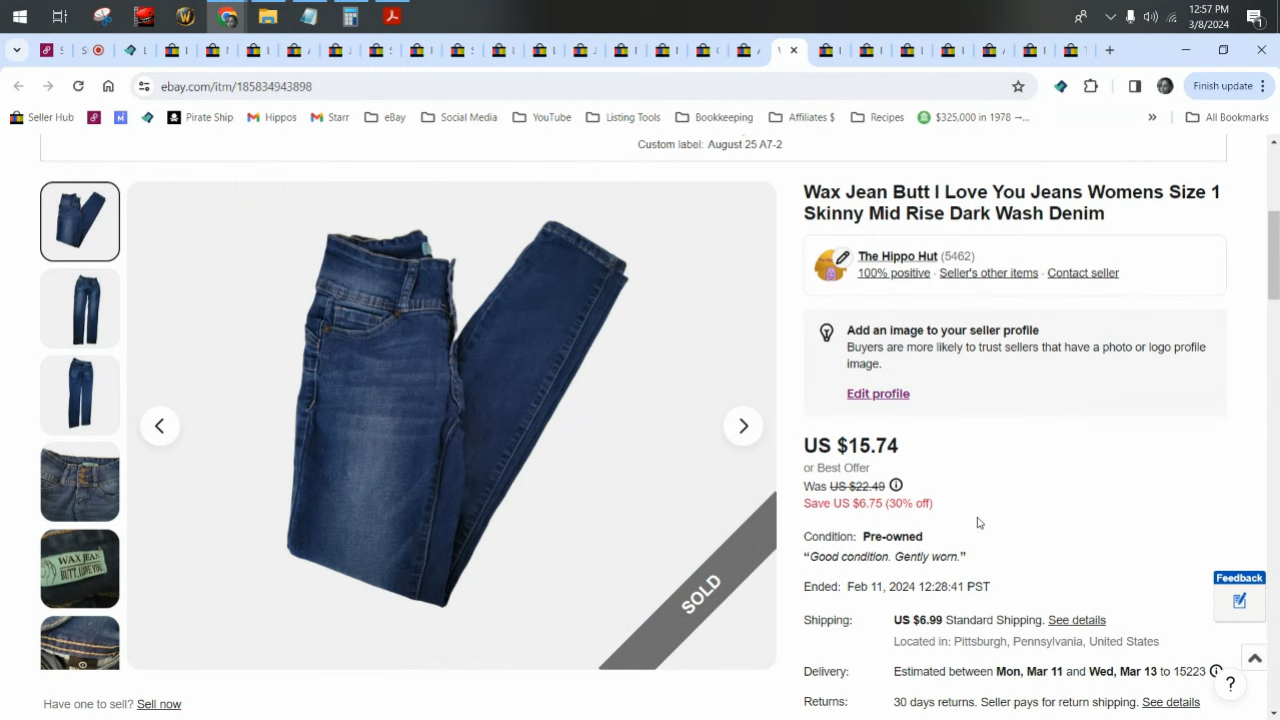 12:57 PM
3/8/2024
1
ebay.com/itm/185834943898
Finish update
Seller Hub
Pirate Ship
Hippos
Starr
eBay
Social Media
YouTube
Listing Tools
Bookkeeping
Affiliates $
Recipes
$325,000 in 1978 →...
»
All Bookmarks
Custom label: August 25 A7-2
Wax Jean Butt I Love You Jeans Womens Size 1
Skinny Mid Rise Dark Wash Denim
The Hippo Hut (5462)
100% positive · Seller's other items · Contact seller
Add an image to your seller profile
Buyers are more likely to trust sellers that have a photo or logo profile
image.
Edit profile
US $15.74
or Best Offer
Was US $22.49
Save US $6.75 (30% off)
Condition: Pre-owned
“Good condition. Gently worn.”
Ended: Feb 11, 2024 12:28:41 PST
Shipping: US $6.99 Standard Shipping. See details
Located in: Pittsburgh, Pennsylvania, United States
Delivery: Estimated between Mon, Mar 11 and Wed, Mar 13 to 15223
Returns: 30 days returns. Seller pays for return shipping. See details
SOLD
WAX JEAN
BUTT, I LOVE YOU
Feedback
?
Have one to sell? Sell now